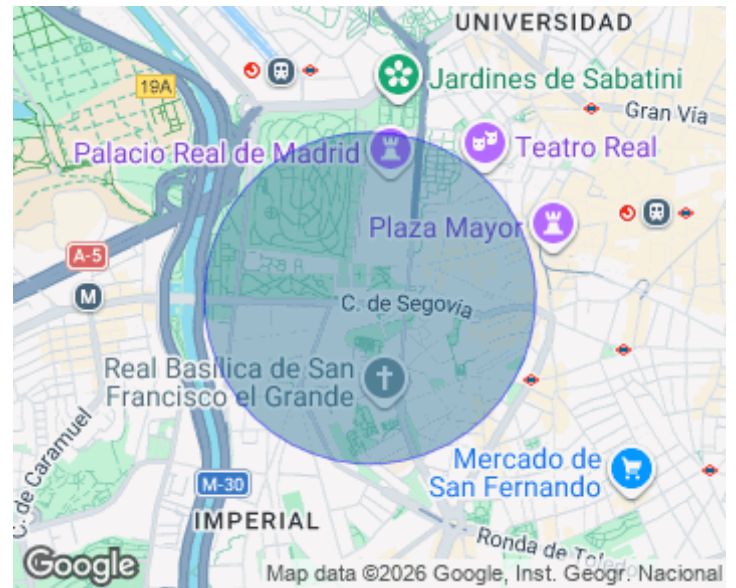 UNIVERSIDAD
Jardines de Sabatini
19A
Gran Vía
Palacio Real de Madrid
Teatro Real
Plaza Mayor
A-5
M
C. de Segovia
Real Basílica de San
Francisco el Grande
C. de Caramuel
Mercado de
San Fernando
M-30
IMPERIAL
Ronda de Toledo
Google
Map data ©2026 Google, Inst. Geogr. Nacional